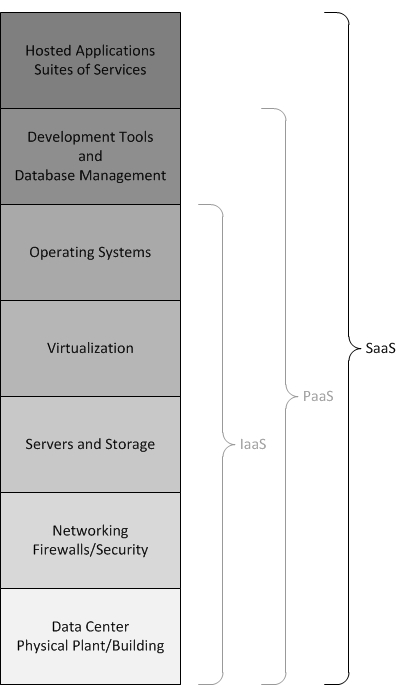 Hosted Applications
Suites of Services
Development Tools
and
Database Management
Operating Systems
Virtualization
SaaS
PaaS
Servers and Storage
IaaS
Networking
Firewalls/Security
Data Center
Physical Plant/Building